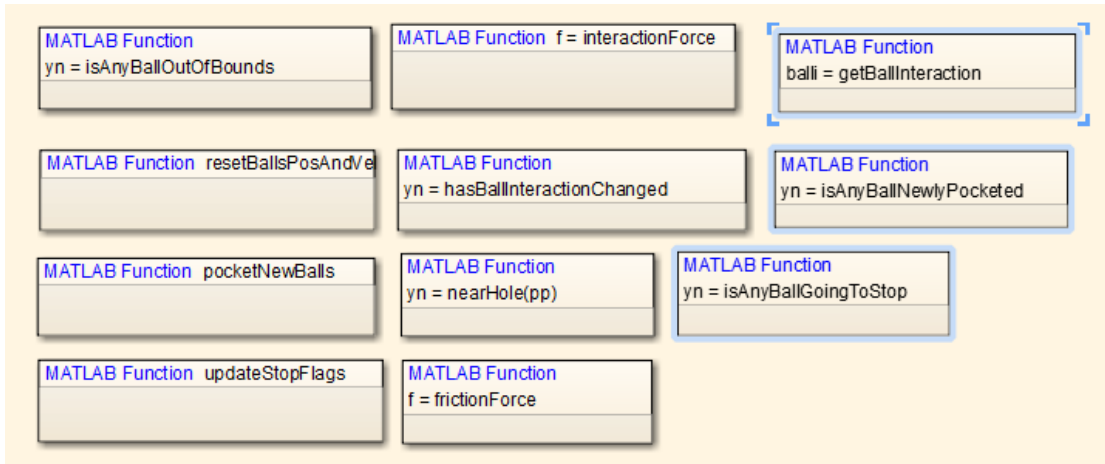 MATLAB Function
yn = isAnyBallOutOfBounds
MATLAB Function f = interactionForce
MATLAB Function
balli = getBallInteraction
MATLAB Function resetBallsPosAndVe
MATLAB Function
yn = hasBallInteractionChanged
MATLAB Function
yn = isAnyBallNewlyPocketed
MATLAB Function pocketNewBalls
MATLAB Function
yn = nearHole(pp)
MATLAB Function
yn = isAnyBallGoingToStop
MATLAB Function updateStopFlags
MATLAB Function
f = frictionForce